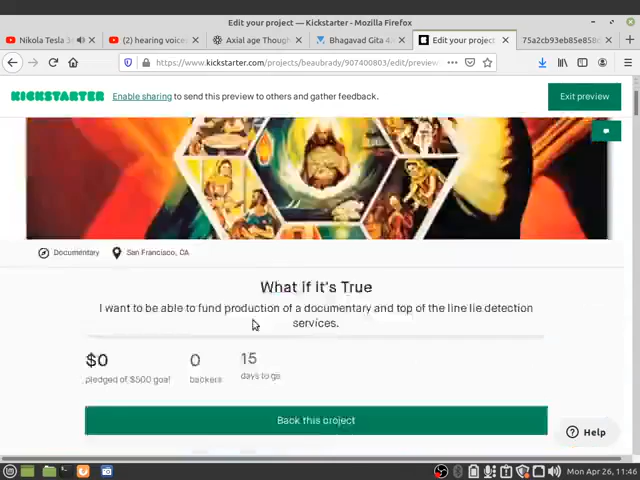 Edit your project — Kickstarter - Mozilla Firefox
Nikola Tesla 3
(2) hearing voice
Axial age Though
Bhagavad Gita 4.
Edit your project —
75a2cb93eb85e858
https://www.kickstarter.com/projects/beaubrady/907400803/edit/preview
KICKSTARTER
Enable sharing to send this preview to others and gather feedback.
Exit preview
Documentary
San Francisco, CA
What if it's True
I want to be able to fund production of a documentary and top of the line lie detection
services.
$0
0
15
pledged of $500 goal
backers
days to go
Back this project
Help
Mon Apr 26, 11:46